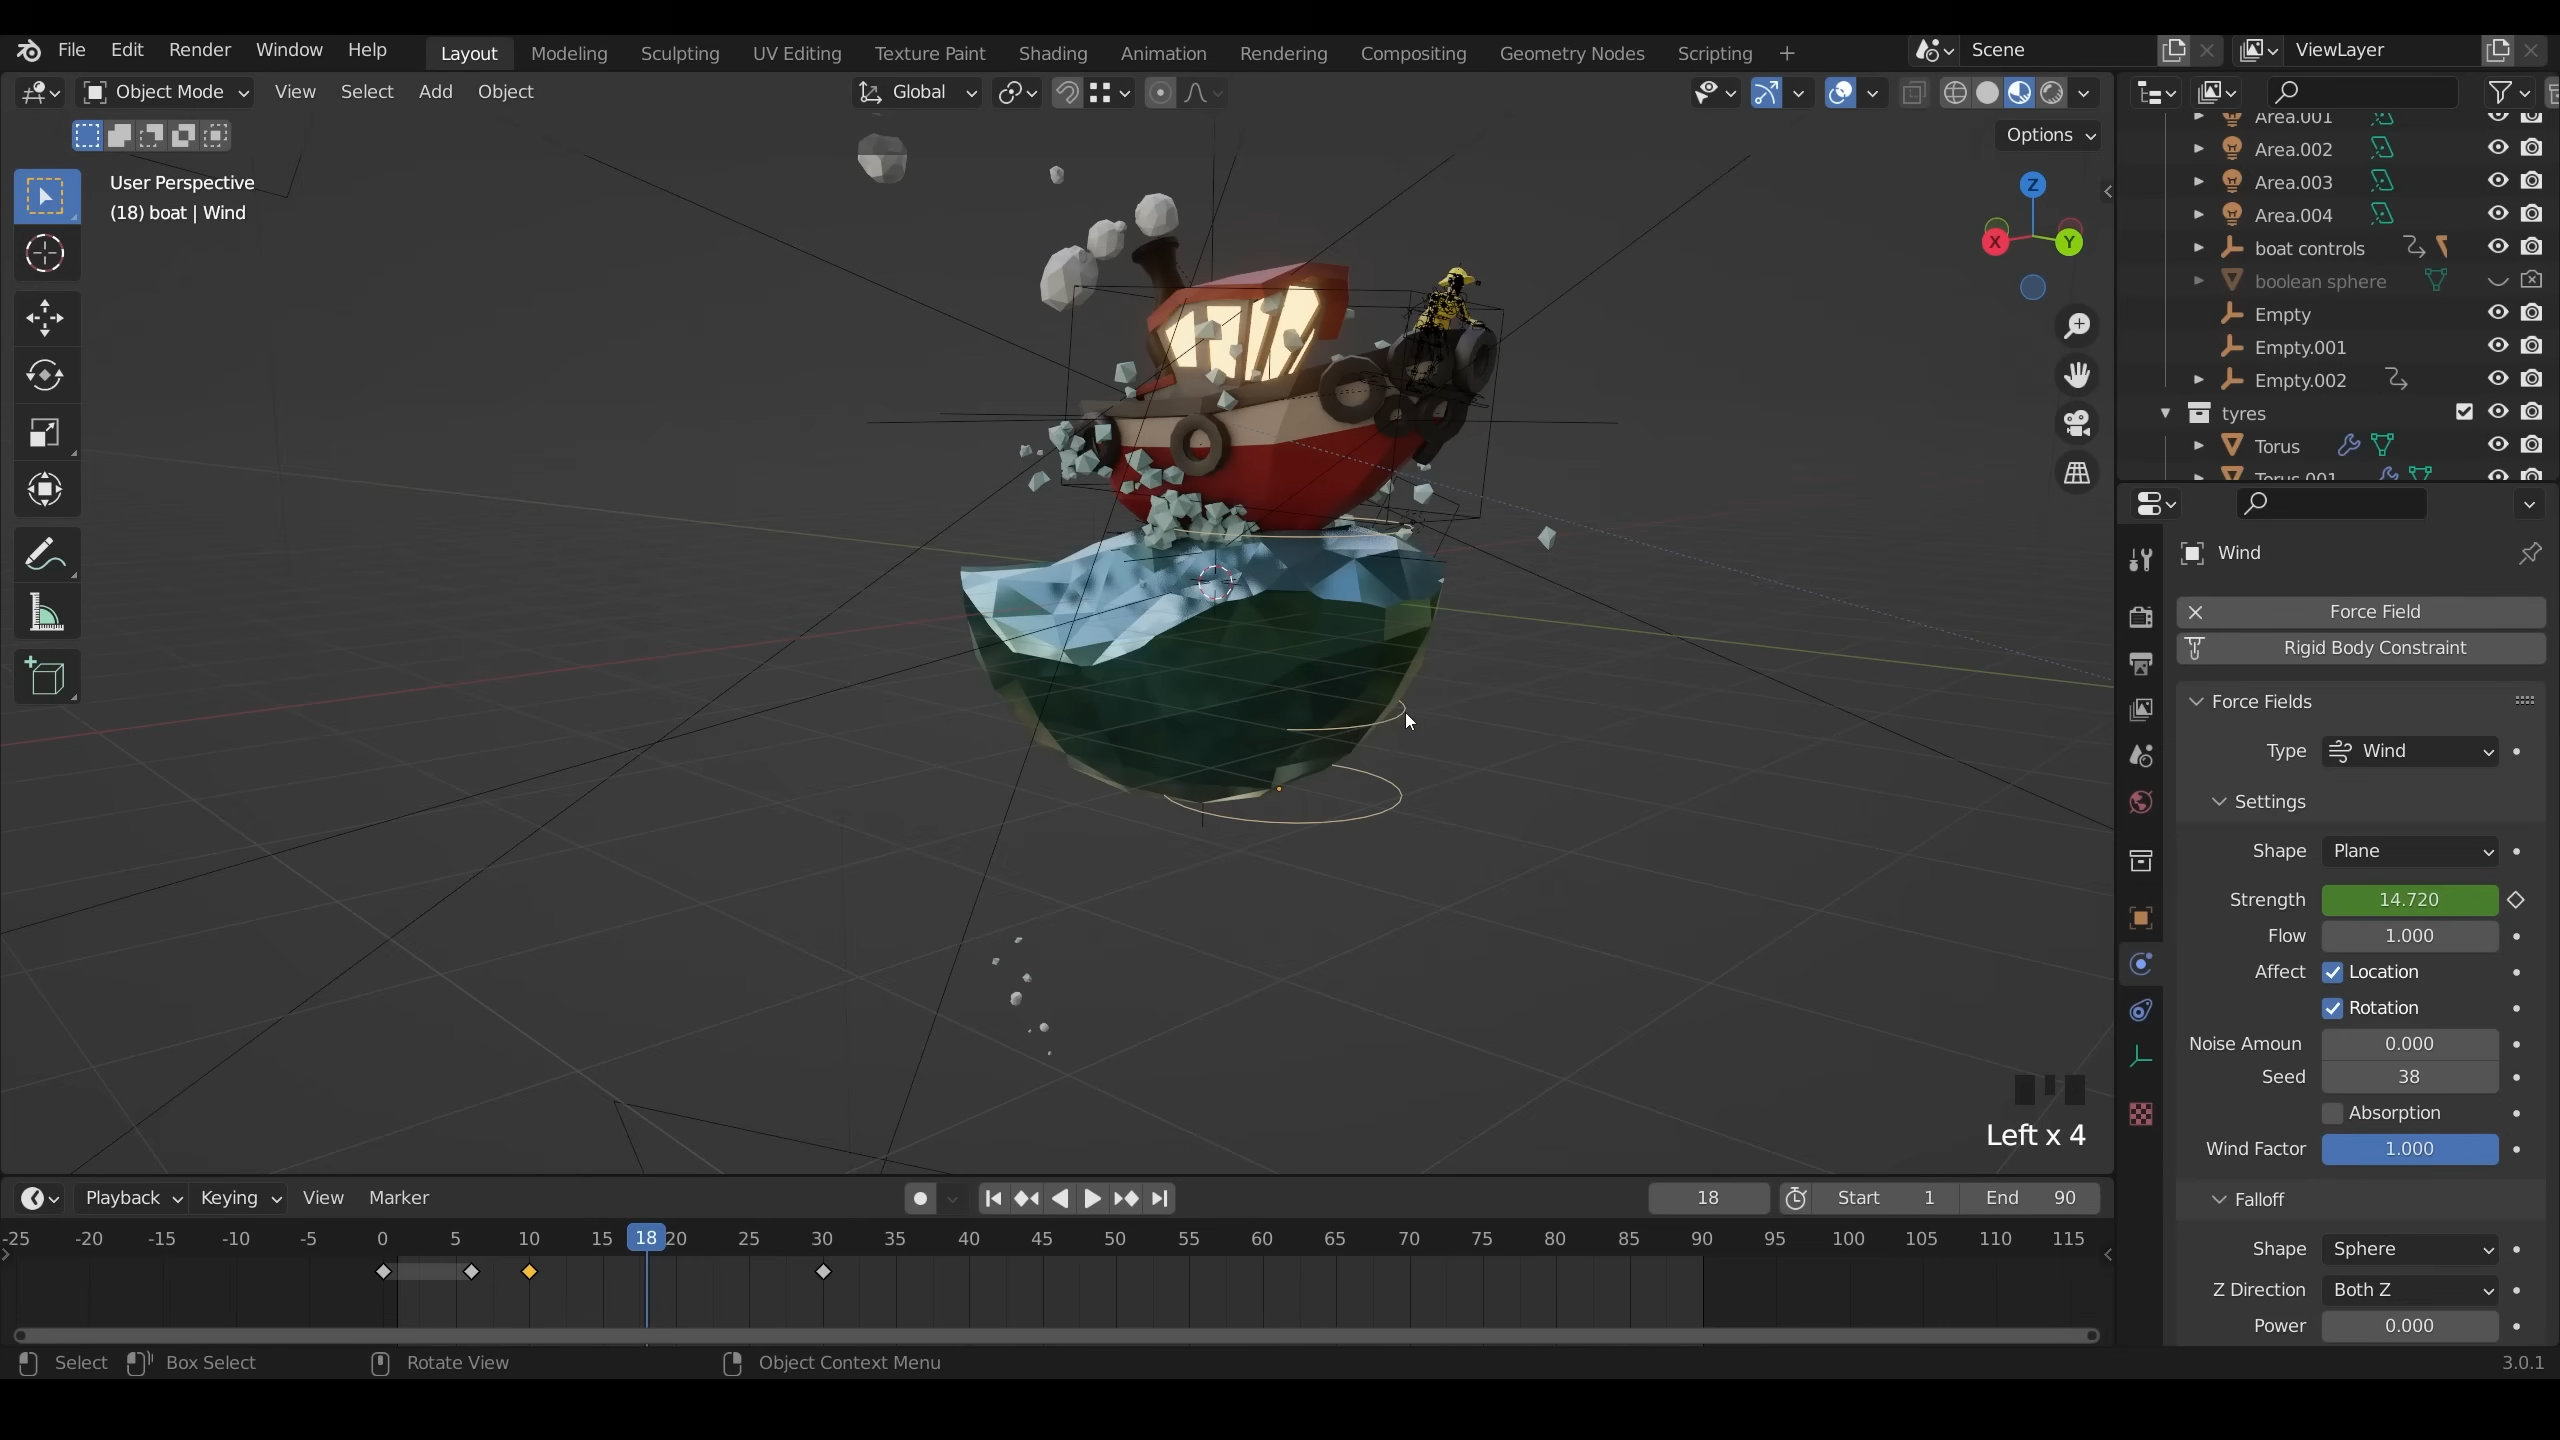 File Edit Render Window Help Layout Modeling Sculpting UV Editing Texture Paint Shading Animation Rendering Compositing Geometry Nodes Scripting + Scene ViewLayer
Object Mode View Select Add Object Global
Options
User Perspective
(18) boat | Wind
Z
X
Y
Area.001
Area.002
Area.003
Area.004
boat controls
boolean sphere
Empty
Empty.001
Empty.002
tyres
Torus
Torus.001
Wind
Force Field
Rigid Body Constraint
Force Fields
Type Wind
Settings
Shape Plane
Strength 14.720
Flow 1.000
Affect Location
Rotation
Noise Amoun 0.000
Seed 38
Absorption
Wind Factor 1.000
Falloff
Shape Sphere
Z Direction Both Z
Power 0.000
Left x 4
Playback Keying View Marker 18 Start 1 End 90
-25 -20 -15 -10 -5 0 5 10 15 18 20 25 30 35 40 45 50 55 60 65 70 75 80 85 90 95 100 105 110 115
Select Box Select Rotate View Object Context Menu 3.0.1